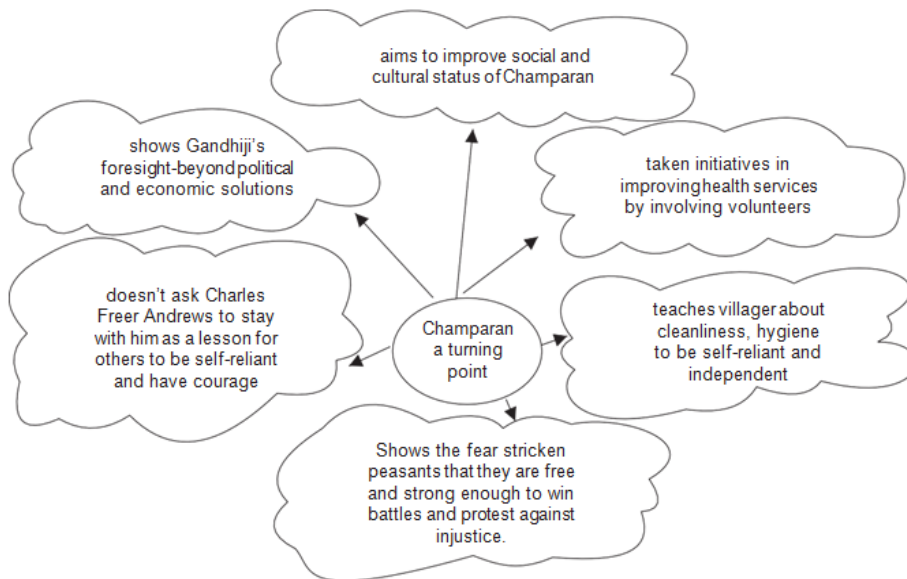 aims to improve social and
cultural status of Champaran
shows Gandhiji's
foresight-beyond political
and economic solutions
taken initiatives in
improving health services
by involving volunteers
doesn't ask Charles
Freer Andrews to stay
with him as a lesson for
others to be self-reliant
and have courage
Champaran
a turning
point
teaches villager about
cleanliness, hygiene
to be self-reliant and
independent
Shows the fear stricken
peasants that they are free
and strong enough to win
battles and protest against
injustice.